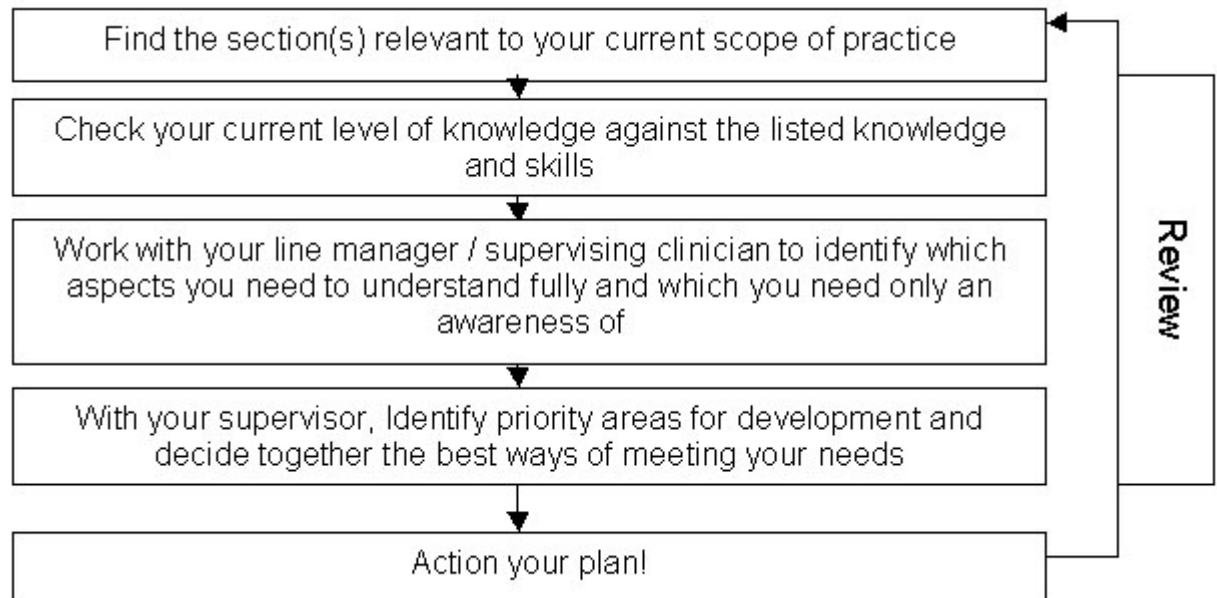 Find the section(s) relevant to your current scope of practice
Check your current level of knowledge against the listed knowledge
and skills
Work with your line manager / supervising clinician to identify which
aspects you need to understand fully and which you need only an
awareness of
With your supervisor, Identify priority areas for development and
decide together the best ways of meeting your needs
Action your plan!
Review